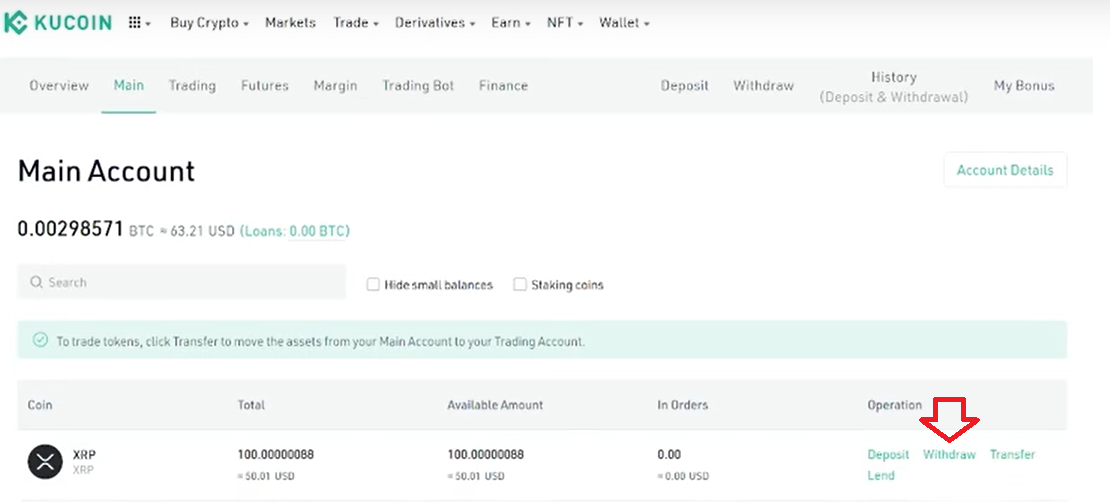 KUCOIN Buy Crypto Markets Trade Derivatives Earn NFT Wallet
Overview Main Trading Futures Margin Trading Bot Finance Deposit Withdraw History (Deposit & Withdrawal) My Bonus
Main Account Account Details
0.00298571 BTC ≈ 63.21 USD (Loans: 0.00 BTC)
Search Hide small balances Staking coins
To trade tokens, click Transfer to move the assets from your Main Account to your Trading Account.
Coin Total Available Amount In Orders Operation
XRP 100.00000088 100.00000088 0.00 Deposit Withdraw Transfer
XRP ≈ 50.01 USD ≈ 50.01 USD ≈ 0.00 USD Lend